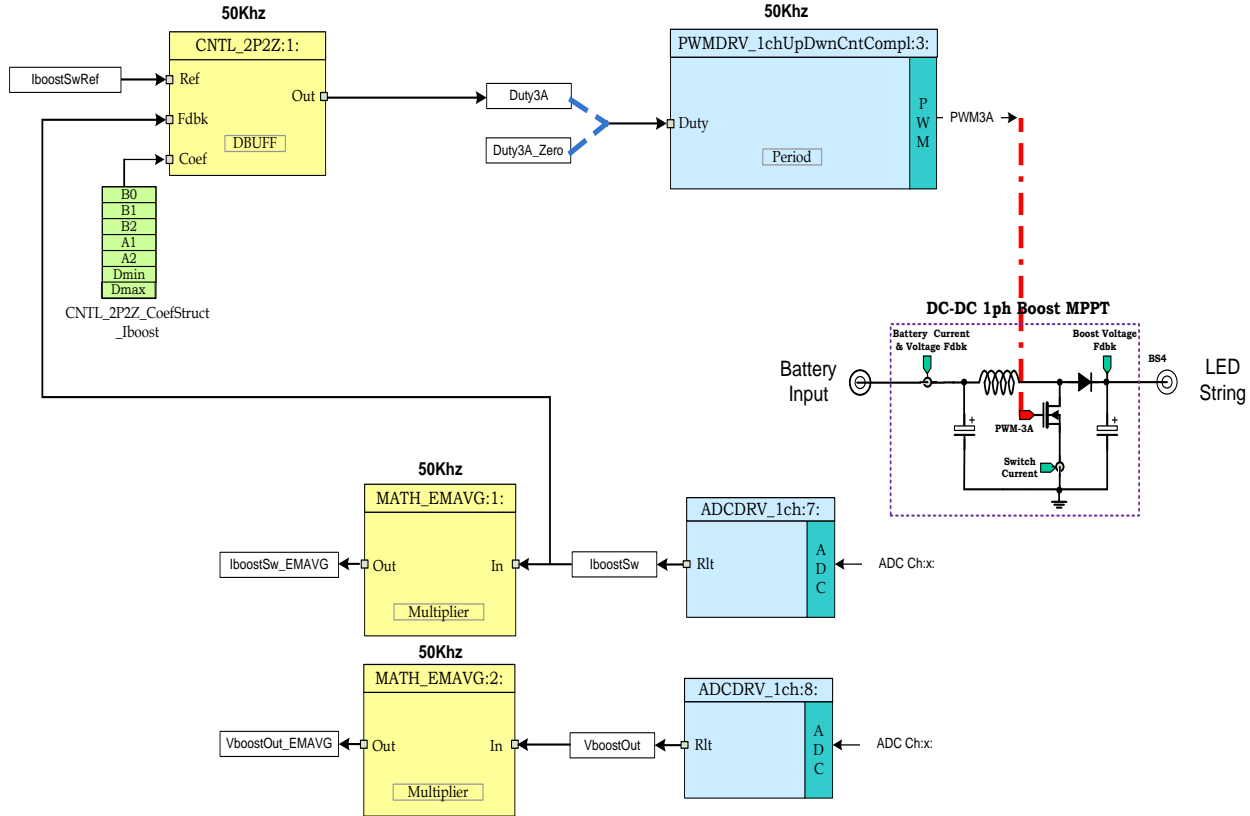 50Khz
CNTL_2P2Z:1:
IboostSwRef
Ref
Out
Fdbk
DBUFF
Coef
B0
B1
B2
A1
A2
Dmin
Dmax
CNTL_2P2Z_CoefStruct
_Iboost
Duty3A
Duty3A_Zero
50Khz
PWMDRV_1chUpDwnCntCompl:3:
Duty
Period
P
W
M
PWM3A
DC-DC 1ph Boost MPPT
Battery Current
& Voltage Fdbk
Boost Voltage
Fdbk
BS4
Battery
Input
LED
String
PWM-3A
Switch
Current
50Khz
MATH_EMAVG:1:
IboostSw_EMAVG
Out
In
Multiplier
IboostSw
ADCDRV_1ch:7:
Rlt
A
D
C
ADC Ch:x:
50Khz
MATH_EMAVG:2:
VboostOut_EMAVG
Out
In
Multiplier
VboostOut
ADCDRV_1ch:8:
Rlt
A
D
C
ADC Ch:x: